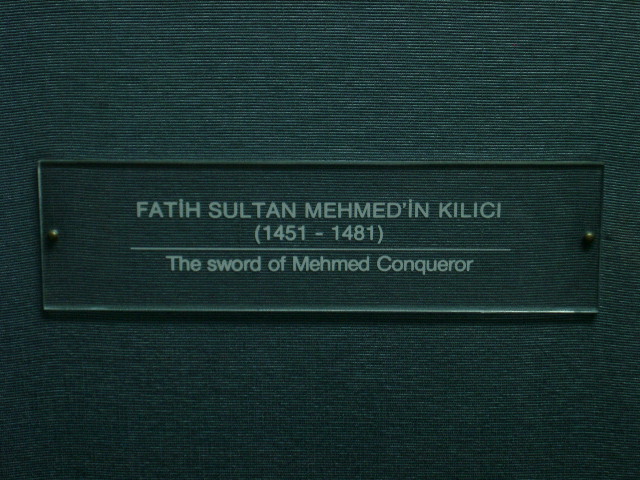 FATİH SULTAN MEHMED'İN KILICI
(1451 - 1481)
The sword of Mehmed Conqueror